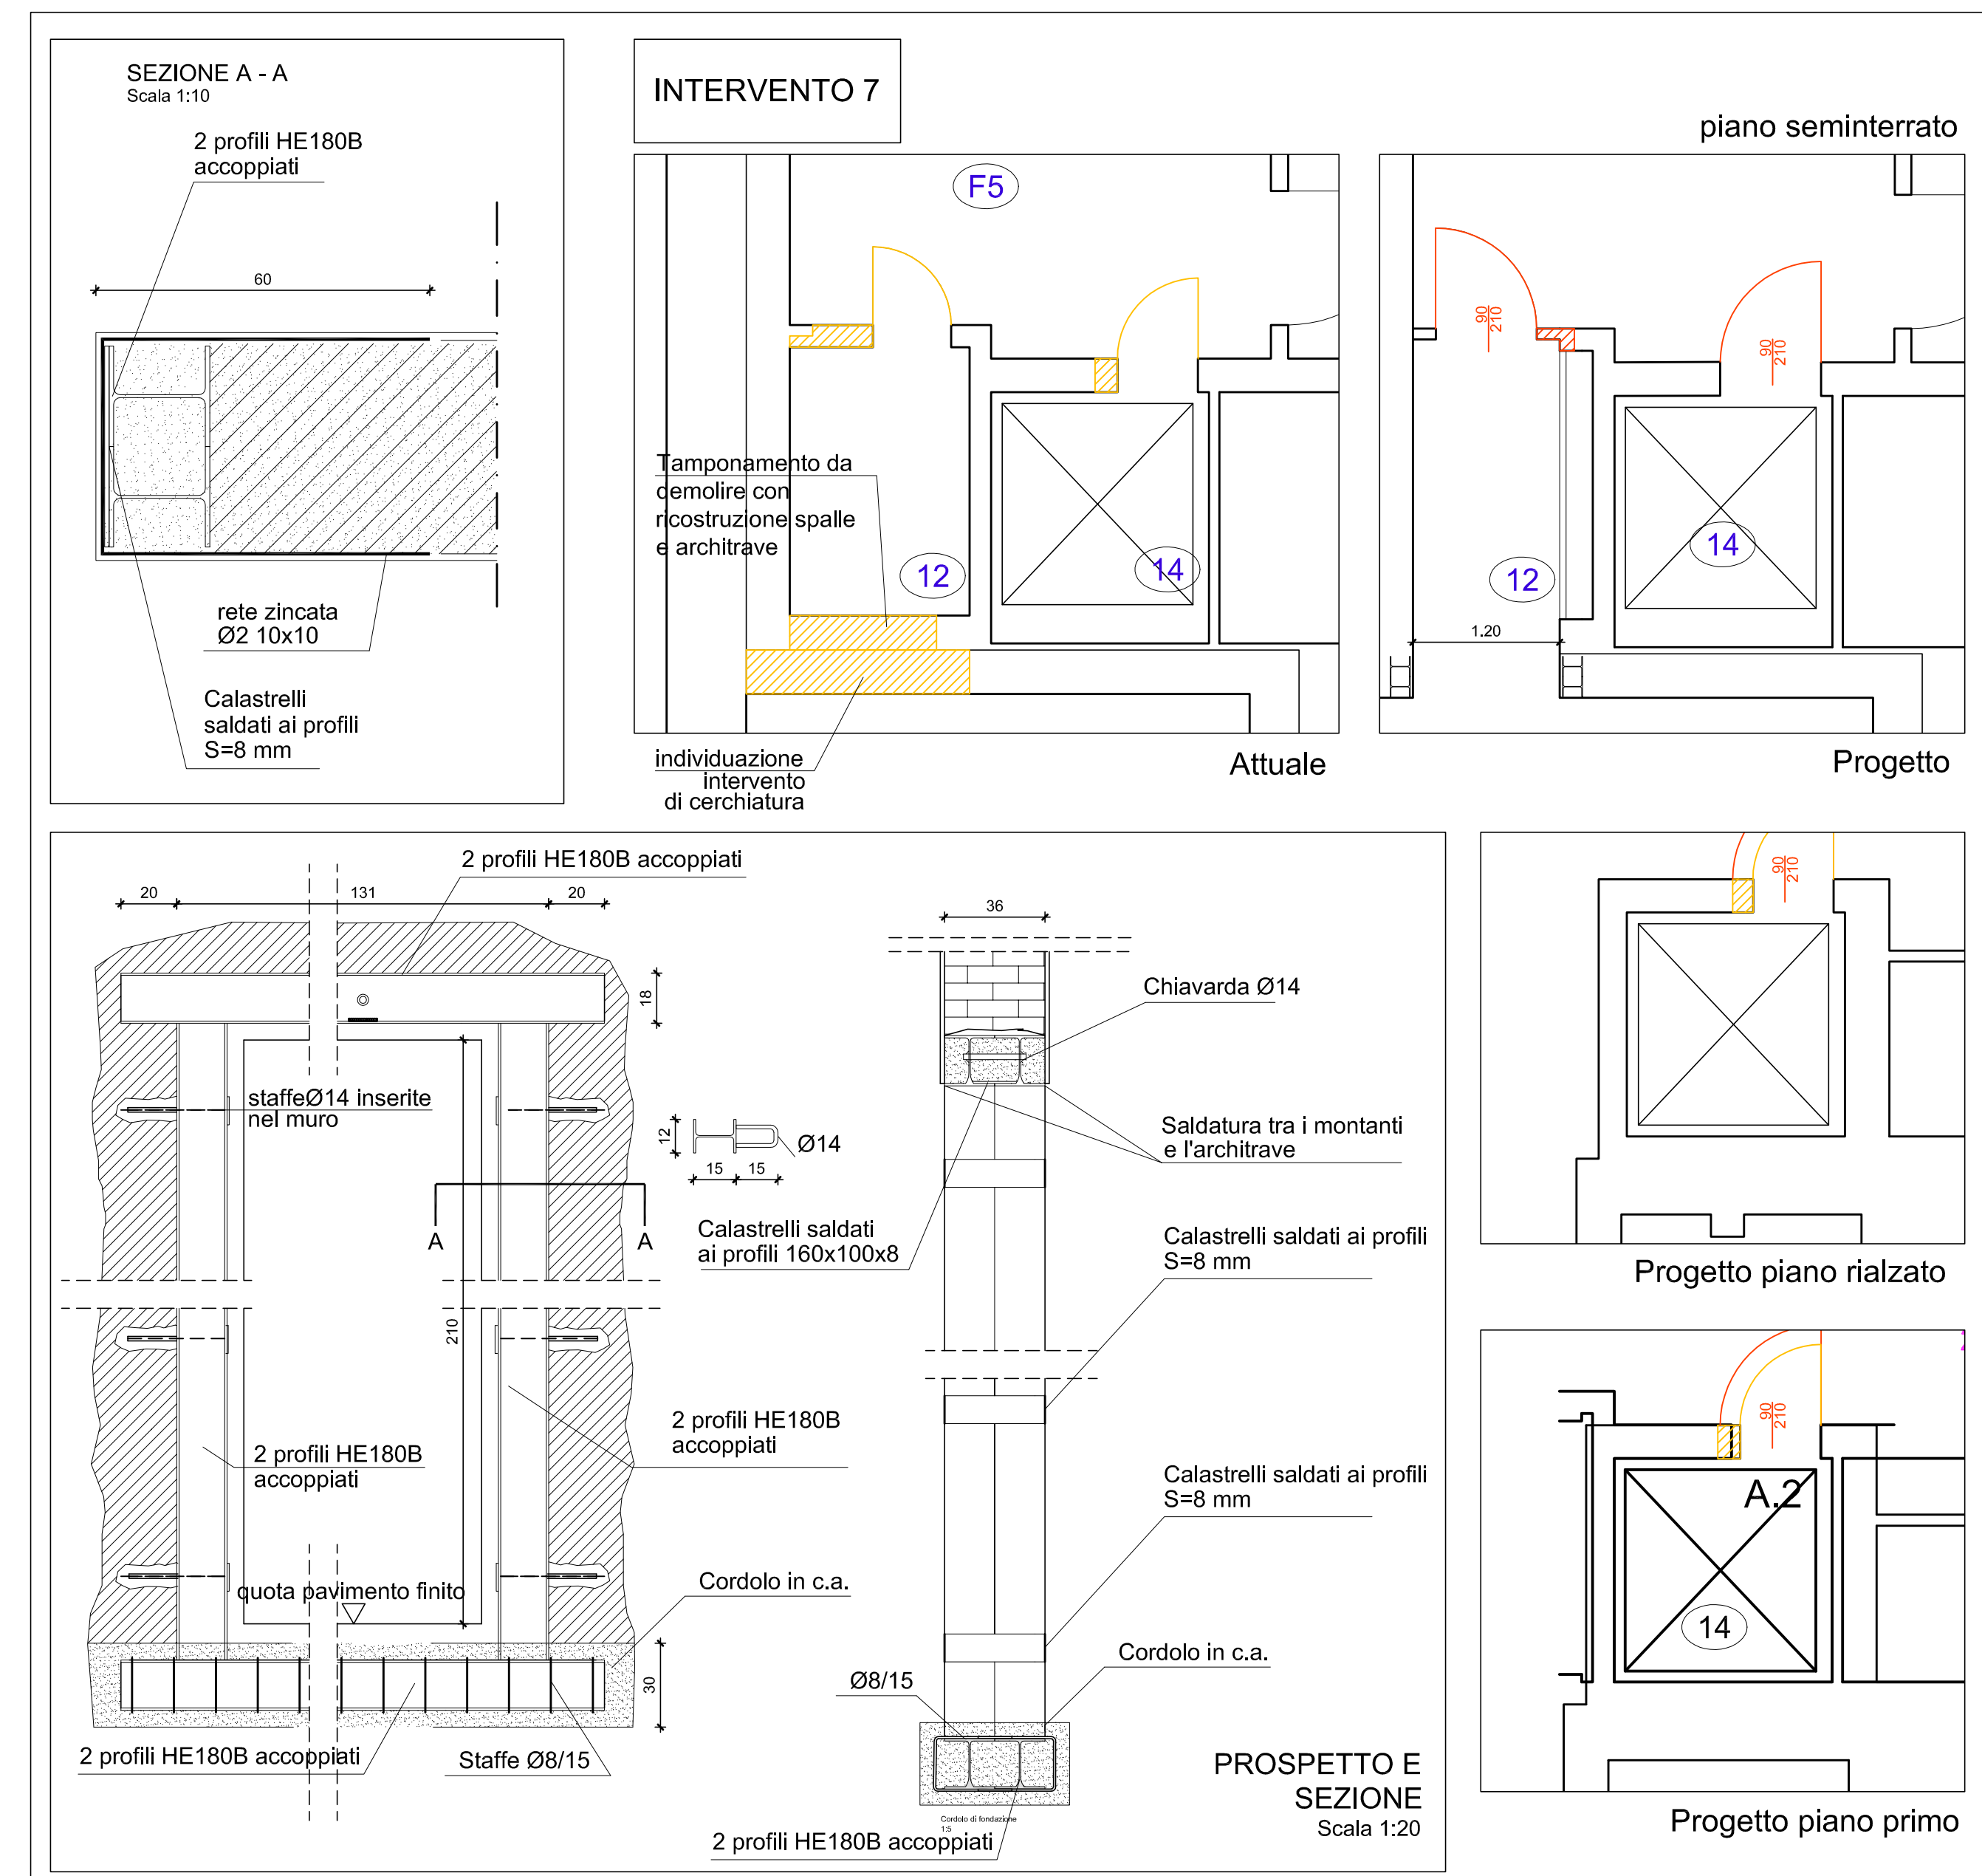 SEZIONE A - A
Scala 1:10
2 profili HE180B
accoppiati
60
rete zincata
Ø2 10x10
Calastrelli
saldati ai profili
S=8 mm
INTERVENTO 7
piano seminterrato
F5
Tamponamento da
demolire con
ricostruzione spalle
e architrave
12
14
individuazione
intervento
di cerchiatura
Attuale
90
210
90
210
14
12
1.20
Progetto
2 profili HE180B accoppiati
20
131
20
18
staffeØ14 inserite
nel muro
12
Ø14
15
15
A
A
210
2 profili HE180B
accoppiati
2 profili HE180B
accoppiati
quota pavimento finito
Cordolo in c.a.
30
2 profili HE180B accoppiati
Staffe Ø8/15
36
Chiavarda Ø14
Saldatura tra i montanti
e l'architrave
Calastrelli saldati
ai profili 160x100x8
Calastrelli saldati ai profili
S=8 mm
Calastrelli saldati ai profili
S=8 mm
Cordolo in c.a.
Ø8/15
Cordolo di fondazione
1:5
2 profili HE180B accoppiati
PROSPETTO E
SEZIONE
Scala 1:20
90
210
Progetto piano rialzato
90
210
A.2
14
Progetto piano primo